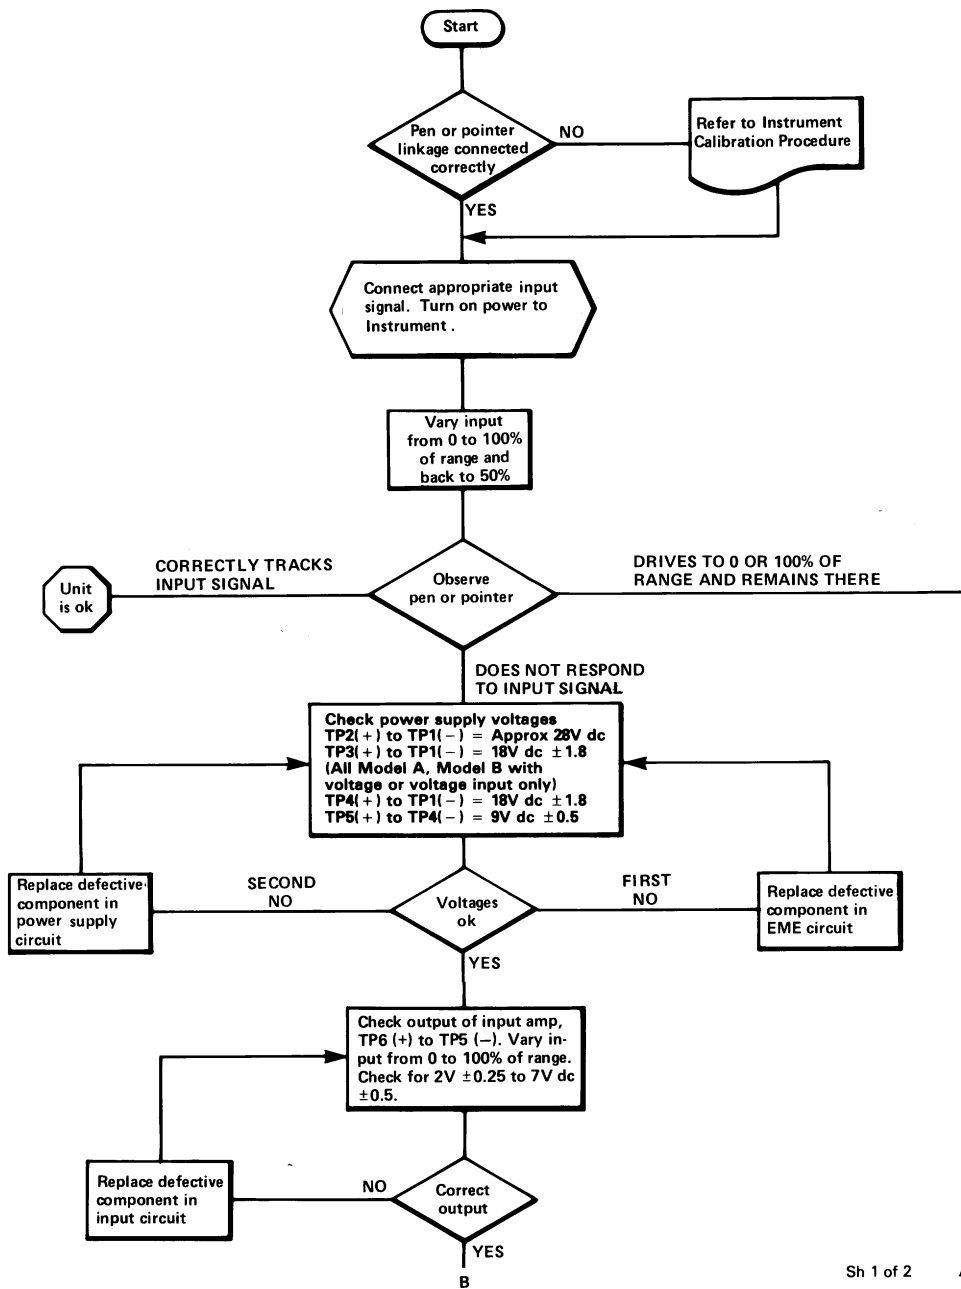 Start
Pen or pointer
linkage connected
correctly
NO
Refer to Instrument
Calibration Procedure
YES
Connect appropriate input
signal. Turn on power to
Instrument .
Vary input
from 0 to 100%
of range and
back to 50%
Observe
pen or pointer
CORRECTLY TRACKS
INPUT SIGNAL
Unit
is ok
DRIVES TO 0 OR 100% OF
RANGE AND REMAINS THERE
DOES NOT RESPOND
TO INPUT SIGNAL
Check power supply voltages
TP2(+) to TP1(−) = Approx 28V dc
TP3(+) to TP1(−) = 18V dc ±1.8
(All Model A, Model B with
voltage or voltage input only)
TP4(+) to TP1(−) = 18V dc ±1.8
TP5(+) to TP4(−) = 9V dc ±0.5
Voltages
ok
SECOND
NO
Replace defective
component in
power supply
circuit
FIRST
NO
Replace defective
component in
EME circuit
YES
Check output of input amp,
TP6 (+) to TP5 (−). Vary in-
put from 0 to 100% of range.
Check for 2V ±0.25 to 7V dc
±0.5.
Correct
output
NO
Replace defective
component in
input circuit
YES
B
Sh 1 of 2